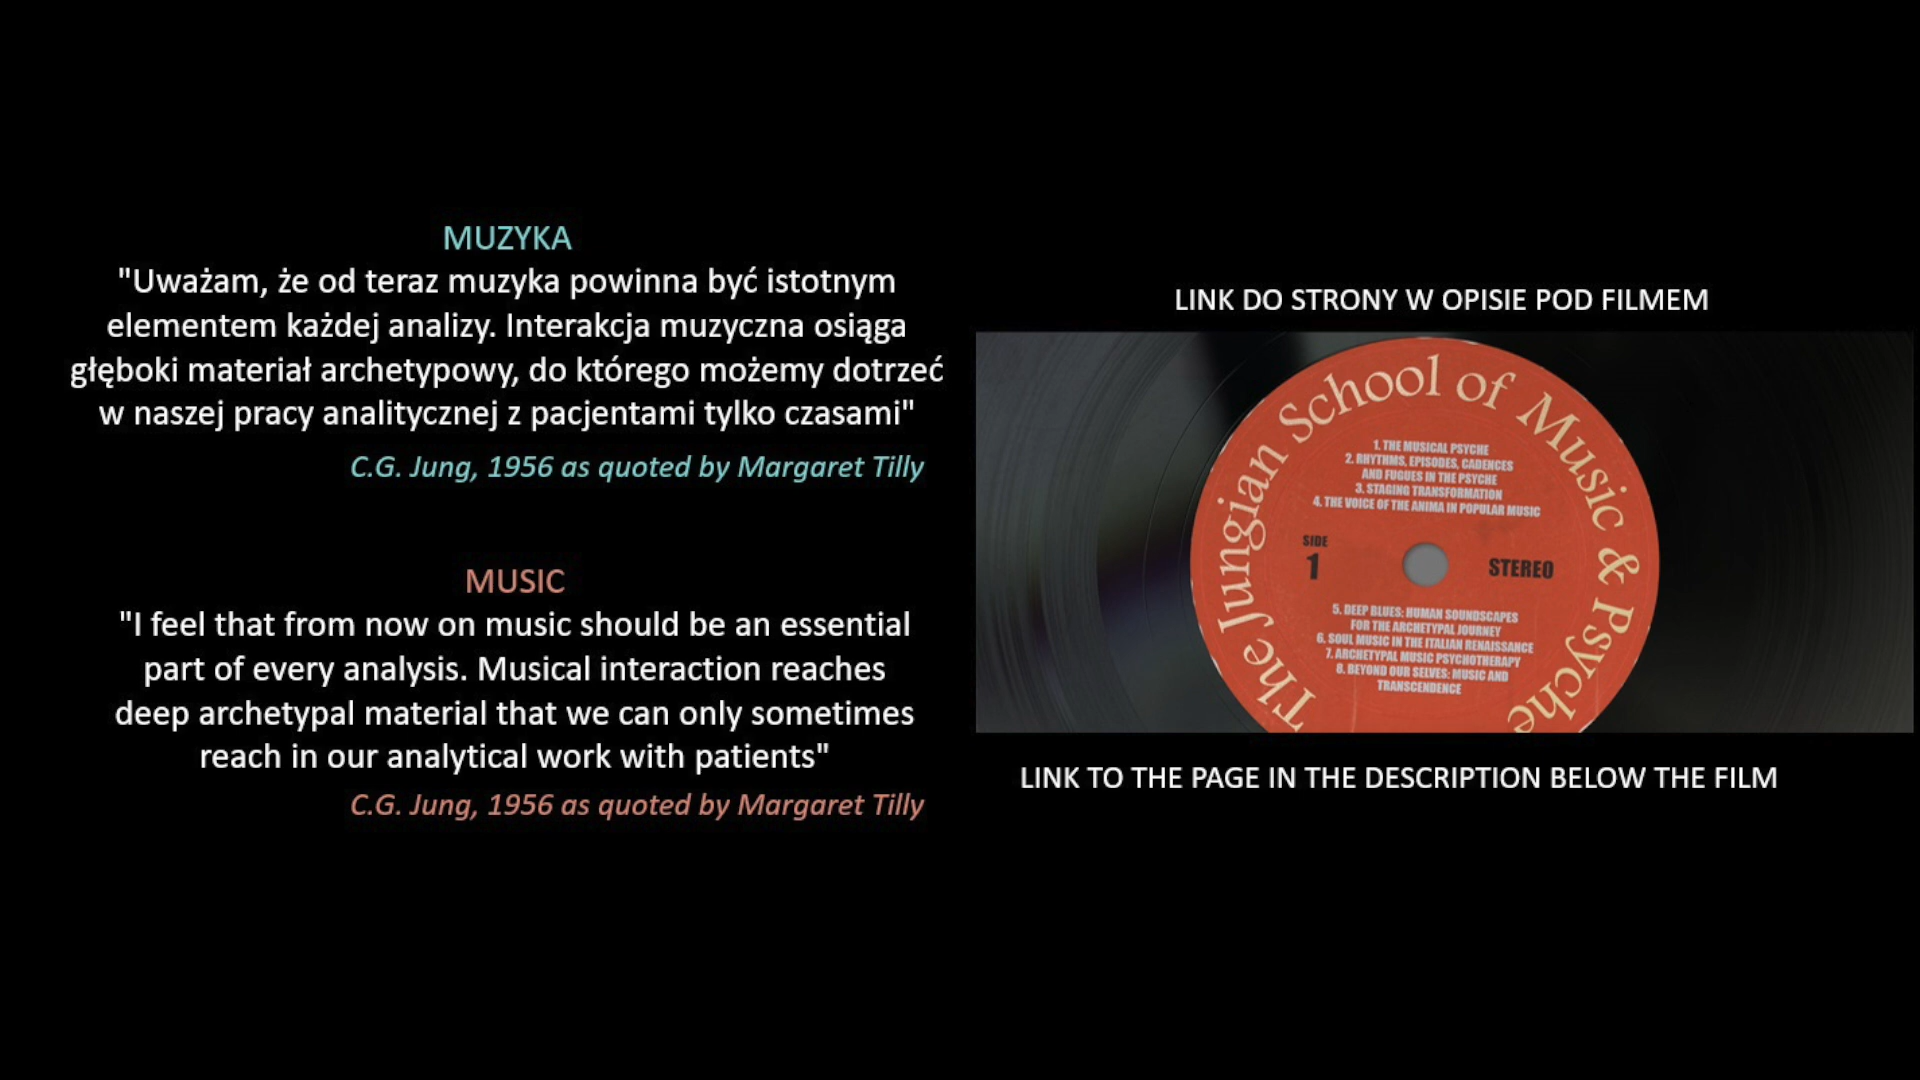 MUZYKA
"Uważam, że od teraz muzyka powinna być istotnym
elementem każdej analizy. Interakcja muzyczna osiąga
głęboki materiał archetypowy, do którego możemy dotrzeć
w naszej pracy analitycznej z pacjentami tylko czasami"
C.G. Jung, 1956 as quoted by Margaret Tilly
MUSIC
"I feel that from now on music should be an essential
part of every analysis. Musical interaction reaches
deep archetypal material that we can only sometimes
reach in our analytical work with patients"
C.G. Jung, 1956 as quoted by Margaret Tilly
LINK DO STRONY W OPISIE POD FILMEM
The Jungian School of Music & Psyche
1. THE MUSICAL PSYCHE
2. RHYTHMS, EPISODES, CADENCES
AND FUGUES IN THE PSYCHE
3. STAGING TRANSFORMATION
4. THE VOICE OF THE ANIMA IN POPULAR MUSIC
SIDE
1
STEREO
5. DEEP BLUES: HUMAN SOUNDSCAPES
FOR THE ARCHETYPAL JOURNEY
6. SOUL MUSIC IN THE ITALIAN RENAISSANCE
7. ARCHETYPAL MUSIC PSYCHOTHERAPY
8. BEYOND OUR SELVES: MUSIC AND
TRANSCENDENCE
LINK TO THE PAGE IN THE DESCRIPTION BELOW THE FILM